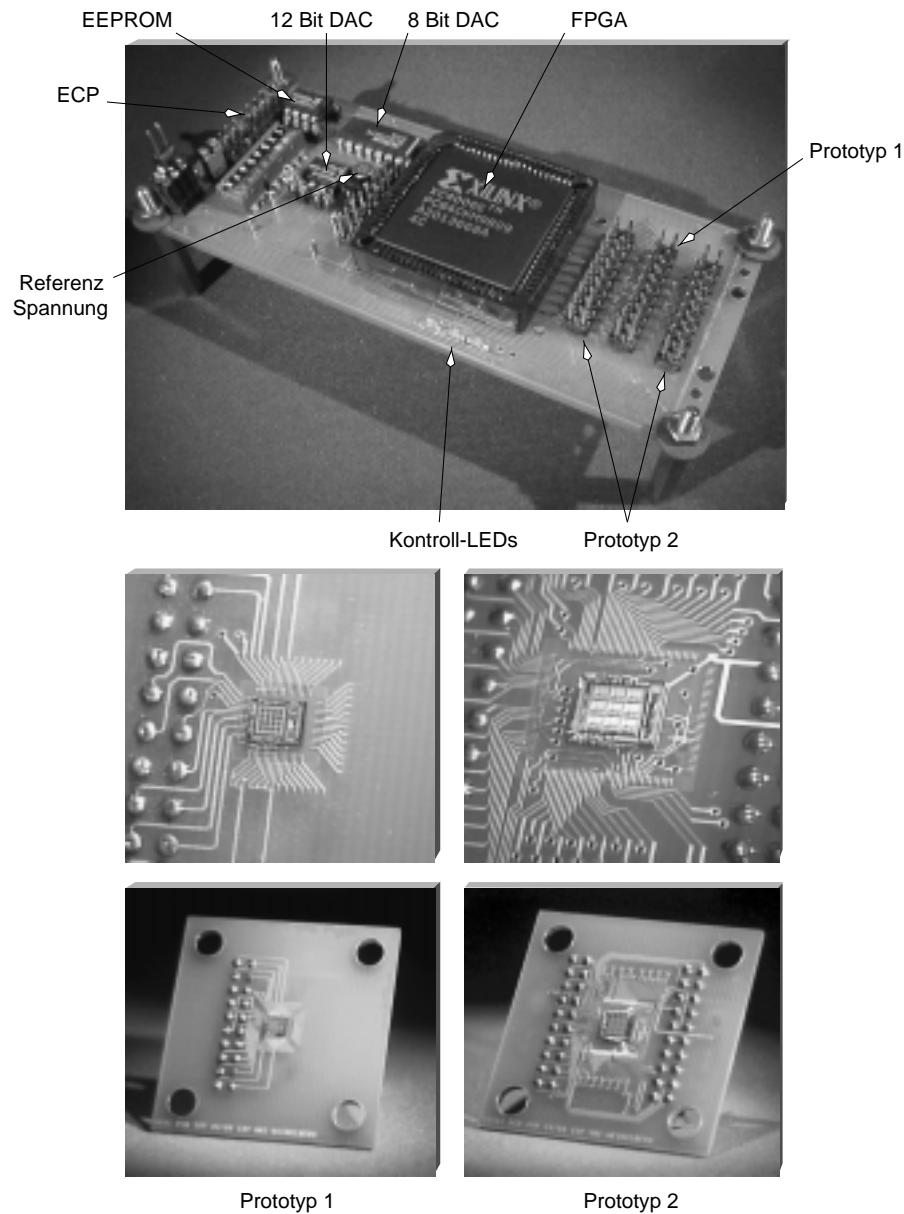 EEPROM 12 Bit DAC 8 Bit DAC FPGA
ECP
Prototyp 1
XILINX®
Referenz
Spannung
Kontroll-LEDs Prototyp 2
Prototyp 1 Prototyp 2